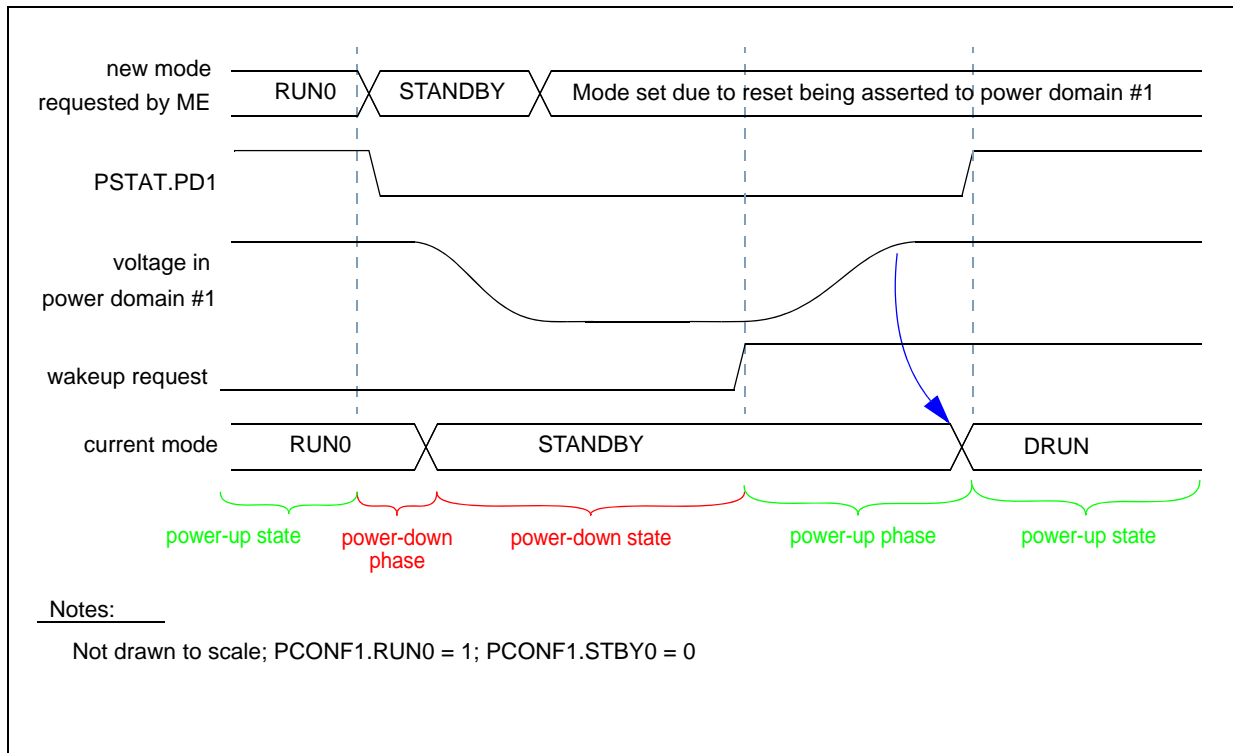 new mode
requested by ME
RUN0
STANDBY
Mode set due to reset being asserted to power domain #1
PSTAT.PD1
voltage in
power domain #1
wakeup request
current mode
RUN0
STANDBY
DRUN
power-up state
power-down
phase
power-down state
power-up phase
power-up state
Notes:
Not drawn to scale; PCONF1.RUN0 = 1; PCONF1.STBY0 = 0